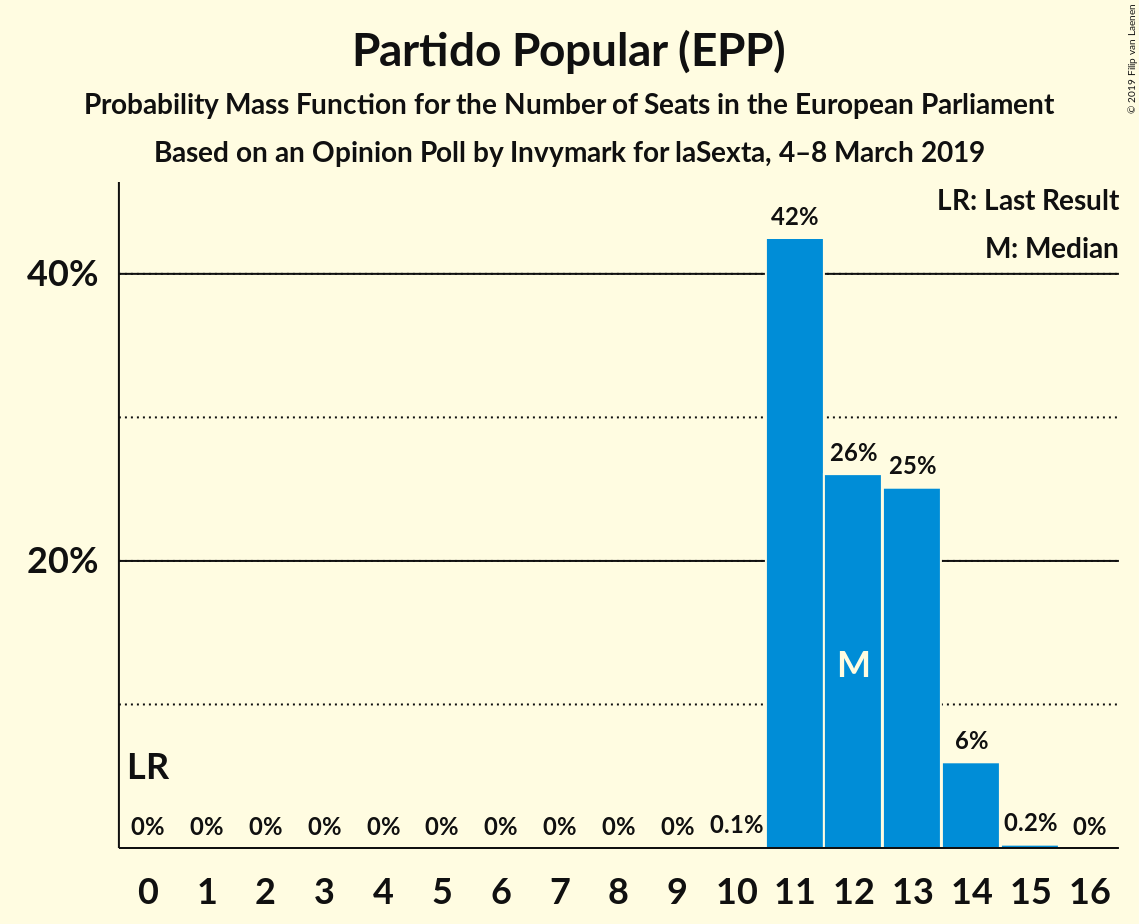 Partido Popular (EPP)
Probability Mass Function for the Number of Seats in the European Parliament
Based on an Opinion Poll by Invymark for laSexta, 4–8 March 2019
© 2019 Filip van Laenen
LR: Last Result
M: Median
42%
40%
26%
25%
20%
M
6%
LR
0% 0% 0% 0% 0% 0% 0% 0% 0% 0% 0.1% 0.2% 0%
0 1 2 3 4 5 6 7 8 9 10 11 12 13 14 15 16